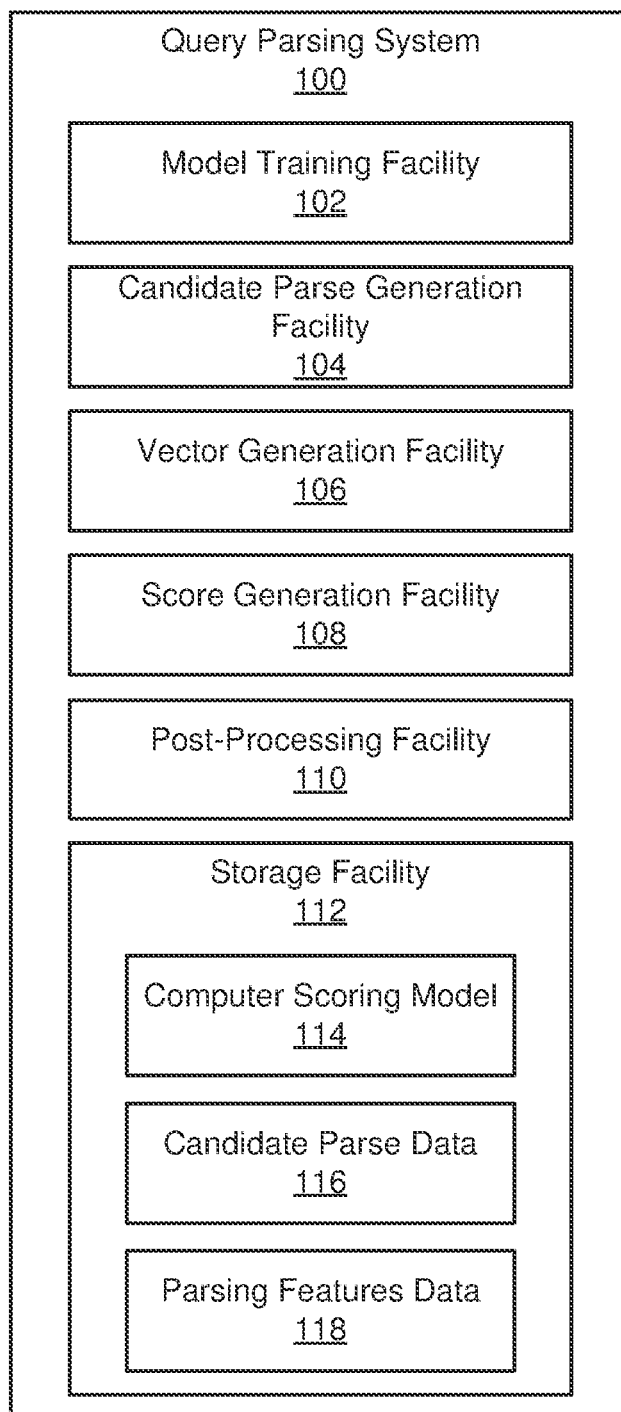 Query Parsing System
100
Model Training Facility
102
Candidate Parse Generation
Facility
104
Vector Generation Facility
106
Score Generation Facility
108
Post-Processing Facility
110
Storage Facility
112
Computer Scoring Model
114
Candidate Parse Data
116
Parsing Features Data
118